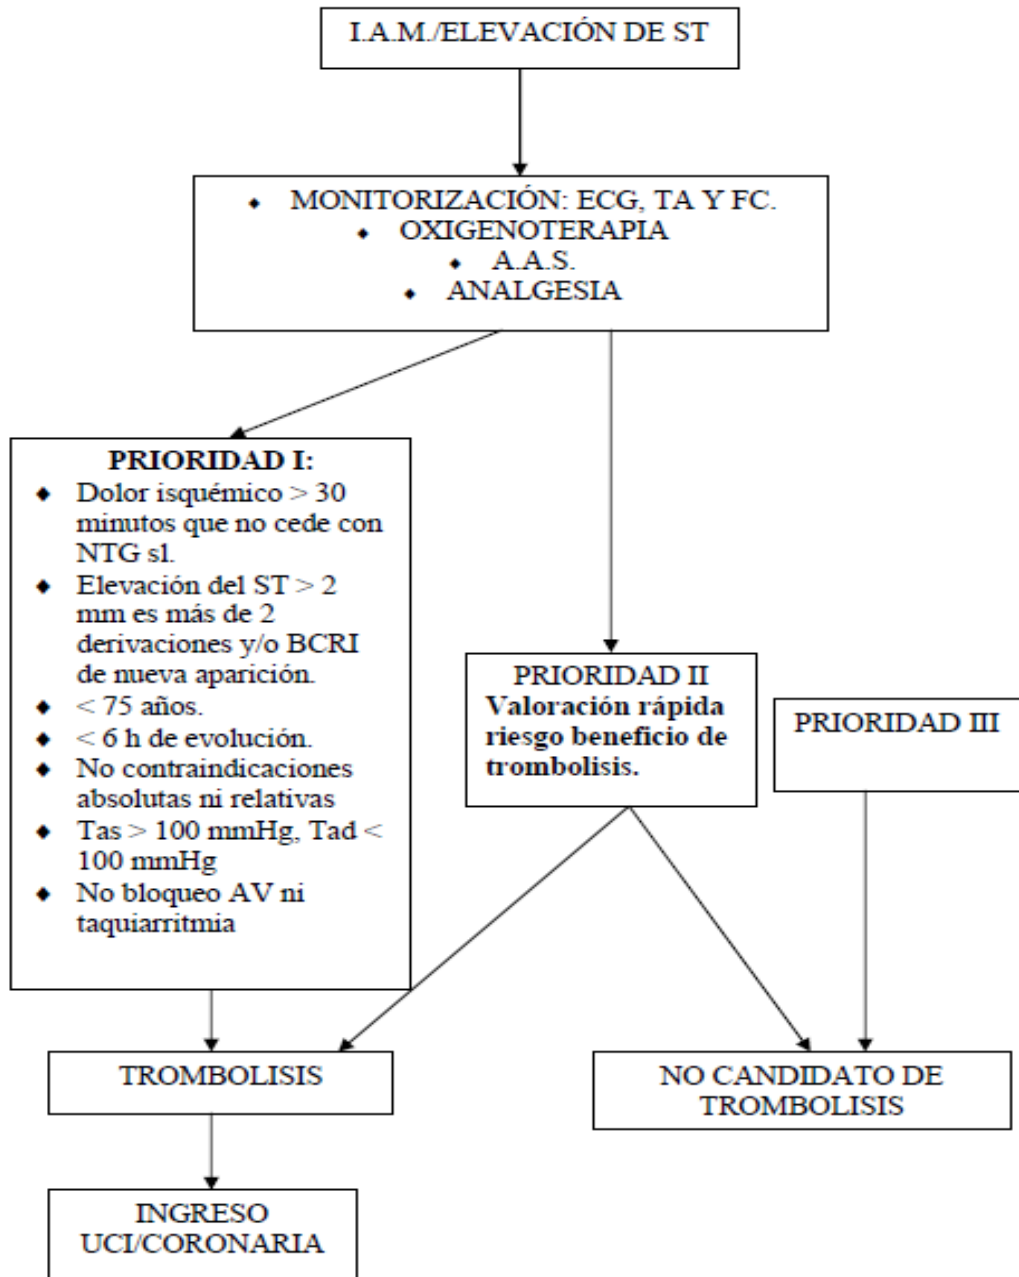 I.A.M./ELEVACIÓN DE ST
◆ MONITORIZACIÓN: ECG, TA Y FC.
◆ OXIGENOTERAPIA
◆ A.A.S.
◆ ANALGESIA
PRIORIDAD I:
◆ Dolor isquémico > 30
minutos que no cede con
NTG sl.
◆ Elevación del ST > 2
mm es más de 2
derivaciones y/o BCRI
de nueva aparición.
◆ < 75 años.
◆ < 6 h de evolución.
◆ No contraindicaciones
absolutas ni relativas
◆ Tas > 100 mmHg, Tad <
100 mmHg
◆ No bloqueo AV ni
taquiarritmia
PRIORIDAD II
Valoración rápida
riesgo beneficio de
trombolisis.
PRIORIDAD III
TROMBOLISIS
NO CANDIDATO DE
TROMBOLISIS
INGRESO
UCI/CORONARIA